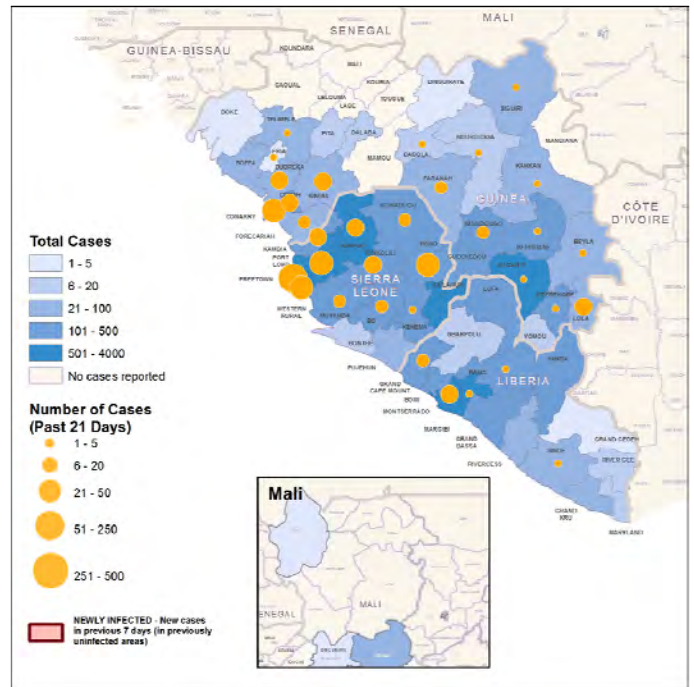 SENEGAL
MALI
GUINEA-BISSAU
KOUNDARA
MALI
KOUBIA
GAOUAL
LELOUMA
LABE
TOUGUE
DINGUIRAYE
SIGUIRI
BOKE
TELIMELE
PITA
DALABA
KOUROUSSA
MANDIANA
FRIA
BOFFA
DUBREKA
MAMOU
DABOLA
KANKAN
FARANAH
GUINEA
COYAH
KINDIA
CÔTE
D'IVOIRE
CONAKRY
KOINADUGU
FORECARIAH
KISSIDOUGOU
BEYLA
KAMBIA
BOMBALI
KONO
GUECKEDOU
MACENTA
PORT
LOKO
TONKOLILI
SIERRA
LEONE
KAILAHUN
LOFA
FREETOWN
LOLA
WESTERN
RURAL
MOYAMBA
BO
KENEMA
YOMOU
BONTHE
GBARPOLU
NIMBA
PUJEHUN
BONG
LIBERIA
GRAND
CAPE MOUNT
BOMI
MONTSERRADO
MARGIBI
GRAND
BASSA
GRAND GEDEH
RIVERCESS
SINOE
RIVER GEE
GRAND
KRU
MARYLAND
Total Cases
1 - 5
6 - 20
21 - 100
101 - 500
501 - 4000
No cases reported
Number of Cases
(Past 21 Days)
1 - 5
6 - 20
21 - 50
51 - 250
251 - 500
NEWLY INFECTED - New cases
in previous 7 days (in previously
uninfected areas)
Mali
SENEGAL
MALI